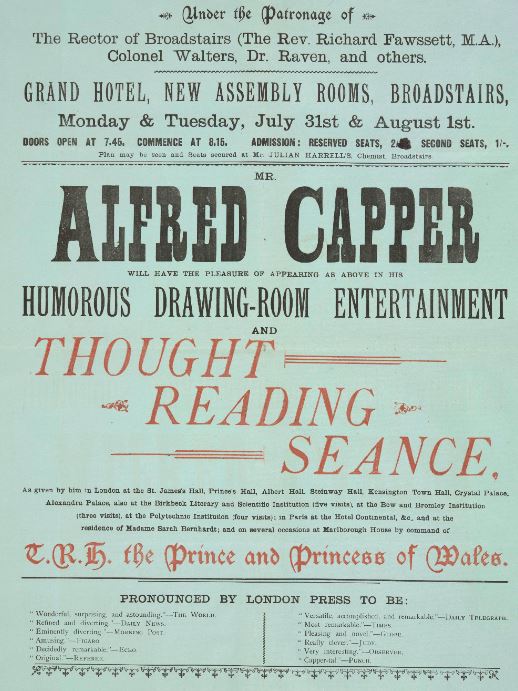 Under the Patronage of
The Rector of Broadstairs (The Rev. Richard Fawssett, M.A.),
Colonel Walters, Dr. Raven, and others.
GRAND HOTEL, NEW ASSEMBLY ROOMS, BROADSTAIRS,
Monday & Tuesday, July 31st & August 1st.
DOORS OPEN AT 7.45. COMMENCE AT 8.15. ADMISSION: RESERVED SEATS, SECOND SEATS, 1/-.
Plan may be seen and Seats secured at Mr. JULIAN HARRELL'S, Chemist, Broadstairs
MR.
ALFRED CAPPER
WILL HAVE THE PLEASURE OF APPEARING AS ABOVE IN HIS
HUMOROUS DRAWING-ROOM ENTERTAINMENT
AND
THOUGHT
READING
SEANCE.
As given by him in London at the St. James's Hall, Prince's Hall, Albert Hall, Steinway Hall, Kensington Town Hall, Crystal Palace,
Alexandra Palace, also at the Birkbeck Literary and Scientific Institution (five visits), at the Bow and Bromley Institution
(three visits), at the Polytechnic Institution (four visits); in Paris at the Hotel Continental, &c., and at the
residence of Madame Sarah Bernhardt; and on several occasions at Marlborough House by command of
T.R.H. the Prince and Princess of Wales.
PRONOUNCED BY LONDON PRESS TO BE:
"Wonderful, surprising, and astounding."—THE WORLD.
"Refined and diverting."—DAILY NEWS.
"Eminently diverting."—MORNING POST.
"Amusing."—FIGARO.
"Decidedly remarkable."—ECHO.
"Original."—REFEREE.
"Versatile, accomplished, and remarkable."—DAILY TELEGRAPH.
"Most remarkable."—TIMES.
"Pleasing and novel."—GLOBE.
"Really clever."—JUDY.
"Very interesting."—OBSERVER.
"Capper-tal."—PUNCH.